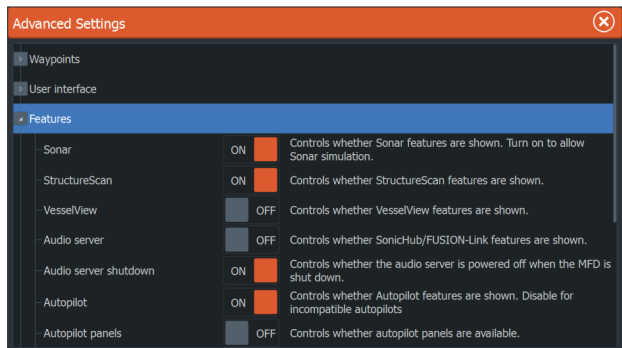 Advanced Settings
Waypoints
User interface
Features
Sonar ON Controls whether Sonar features are shown. Turn on to allow
Sonar simulation.
StructureScan ON Controls whether StructureScan features are shown.
VesselView OFF Controls whether VesselView features are shown.
Audio server OFF Controls whether SonicHub/FUSION-Link features are shown.
Audio server shutdown ON Controls whether the audio server is powered off when the MFD is
shut down.
Autopilot ON Controls whether Autopilot features are shown. Disable for
incompatible autopilots
Autopilot panels OFF Controls whether autopilot panels are available.